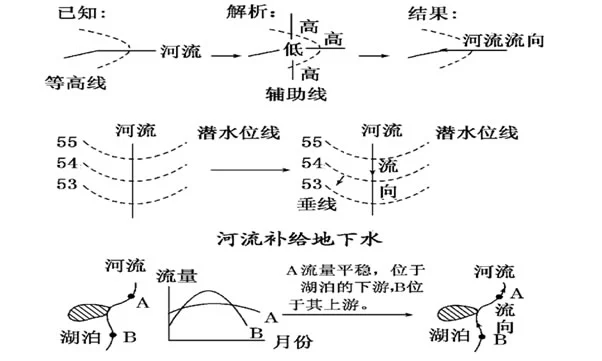 已知:
解析:
结果:
高
高
低
高
河流
河流流向
等高线
辅助线
河流
潜水位线
河流
潜水位线
55
54
53
55
54
53
流
向
垂线
河流补给地下水
河流
A
湖泊
B
流量
A
B
月份
A流量平稳,位于
湖泊的下游,B位
于其上游。
河流
A
流
向
湖泊
B